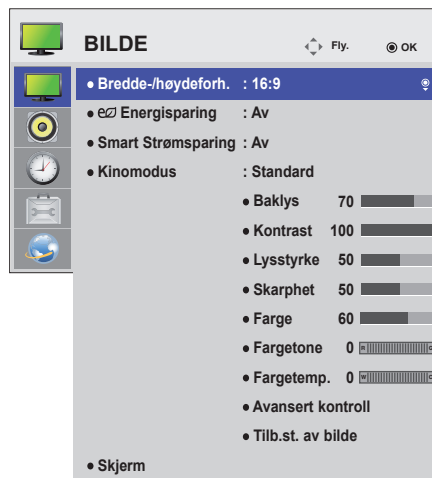 BILDE Fly. OK
● Bredde-/høydeforh. : 16:9
● e Energisparing : Av
● Smart Strømsparing : Av
● Kinomodus : Standard
● Baklys 70
● Kontrast 100
● Lysstyrke 50
● Skarphet 50
● Farge 60
● Fargetone 0 R G
● Fargetemp. 0 W C
● Avansert kontroll
● Tilb.st. av bilde
● Skjerm